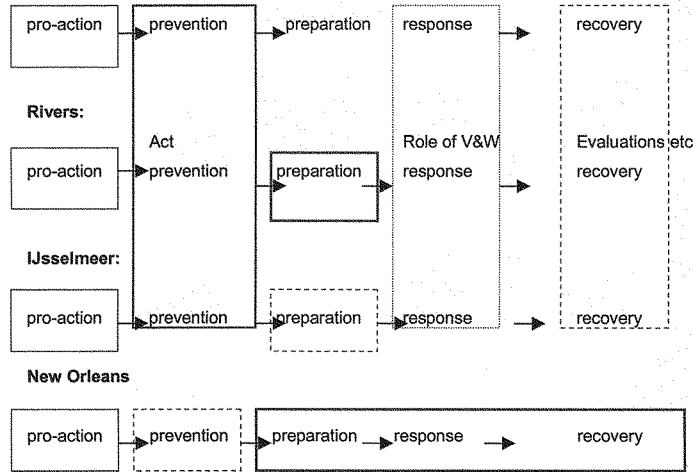 pro-action prevention preparation response recovery
Rivers:
Act Role of V&W Evaluations etc
pro-action prevention preparation response recovery
IJsselmeer:
pro-action prevention preparation response recovery
New Orleans
pro-action prevention preparation response recovery